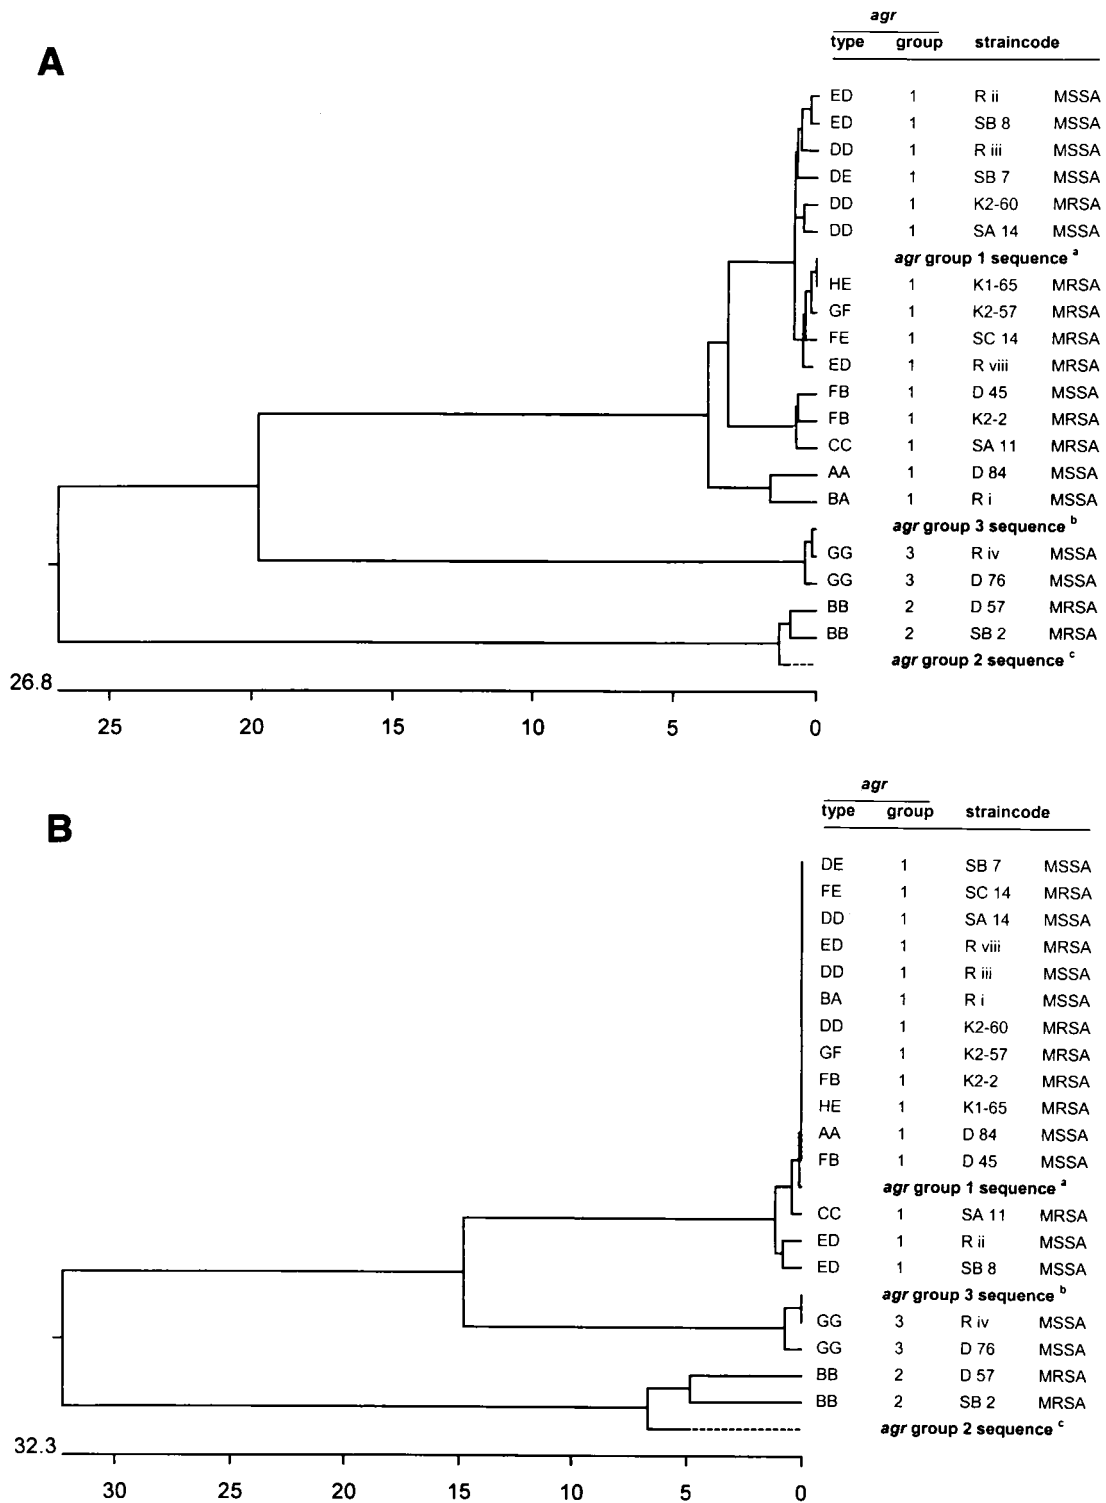 A
agr
type group straincode
ED 1 R ii MSSA
ED 1 SB 8 MSSA
DD 1 R iii MSSA
DE 1 SB 7 MSSA
DD 1 K2-60 MRSA
DD 1 SA 14 MSSA
agr group 1 sequence a
HE 1 K1-65 MRSA
GF 1 K2-57 MRSA
FE 1 SC 14 MRSA
ED 1 R viii MRSA
FB 1 D 45 MSSA
FB 1 K2-2 MRSA
CC 1 SA 11 MRSA
AA 1 D 84 MSSA
BA 1 R i MSSA
agr group 3 sequence b
GG 3 R iv MSSA
GG 3 D 76 MSSA
BB 2 D 57 MRSA
BB 2 SB 2 MRSA
agr group 2 sequence c
26.8
25 20 15 10 5 0
B
agr
type group straincode
DE 1 SB 7 MSSA
FE 1 SC 14 MRSA
DD 1 SA 14 MSSA
ED 1 R viii MRSA
DD 1 R iii MSSA
BA 1 R i MSSA
DD 1 K2-60 MRSA
GF 1 K2-57 MRSA
FB 1 K2-2 MRSA
HE 1 K1-65 MRSA
AA 1 D 84 MSSA
FB 1 D 45 MSSA
agr group 1 sequence a
CC 1 SA 11 MRSA
ED 1 R ii MSSA
ED 1 SB 8 MSSA
agr group 3 sequence b
GG 3 R iv MSSA
GG 3 D 76 MSSA
BB 2 D 57 MRSA
BB 2 SB 2 MRSA
agr group 2 sequence c
32.3
30 25 20 15 10 5 0